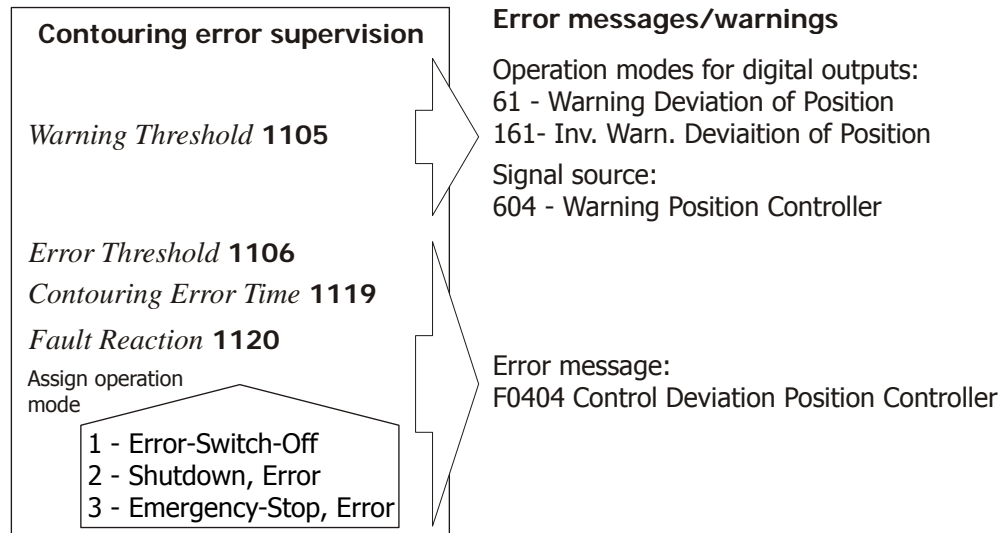 Contouring error supervision
Warning Threshold 1105
Error Threshold 1106
Contouring Error Time 1119
Fault Reaction 1120
Assign operation
mode
1 - Error-Switch-Off
2 - Shutdown, Error
3 - Emergency-Stop, Error
Error messages/warnings
Operation modes for digital outputs:
61 - Warning Deviation of Position
161- Inv. Warn. Deviaition of Position
Signal source:
604 - Warning Position Controller
Error message:
F0404 Control Deviation Position Controller